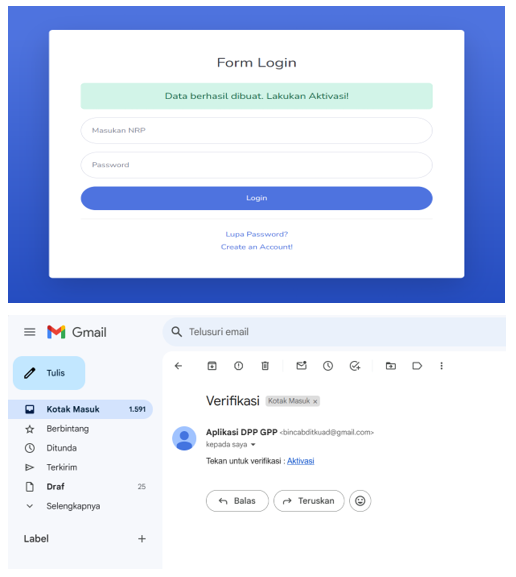 Form Login
Data berhasil dibuat. Lakukan Aktivasi!
Masukan NRP
Password
Login
Lupa Password?
Create an Account!
Gmail
Telusuri email
Tulis
Kotak Masuk 1.591
Berbintang
Ditunda
Terkirim
Draf 25
Selengkapnya
Label +
Verifikasi Kotak Masuk x
Aplikasi DPP GPP <bincabditkuad@gmail.com>
kepada saya
Tekan untuk verifikasi : Aktivasi
Balas
Teruskan